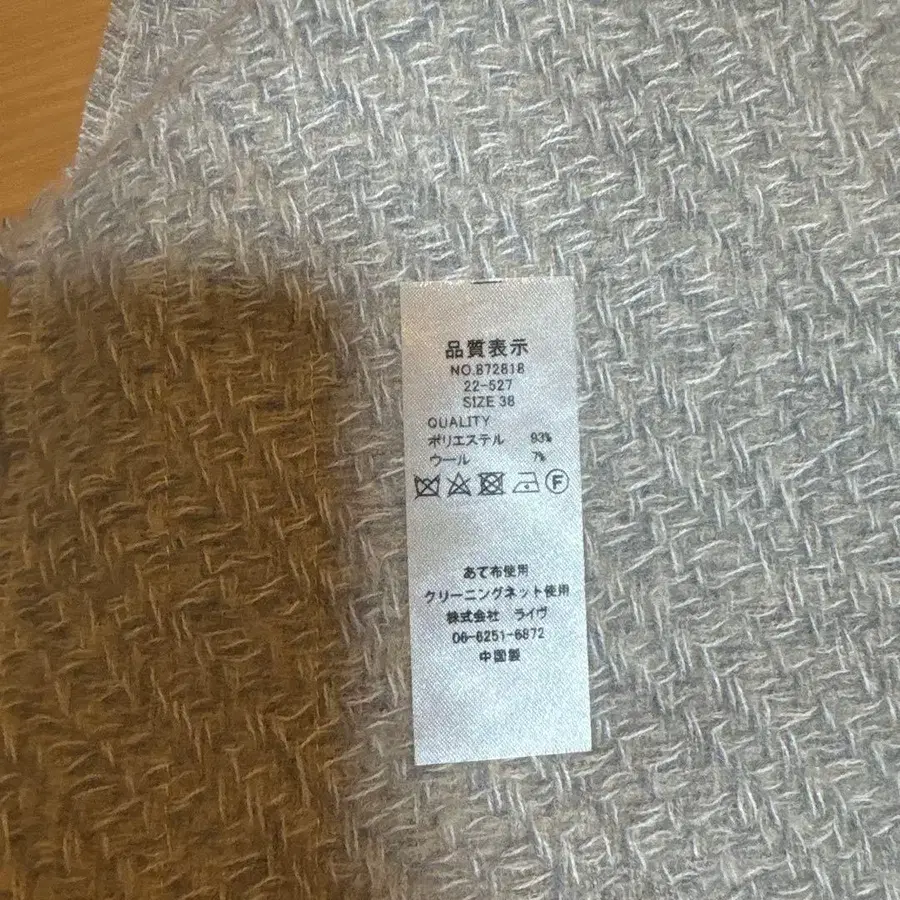 品質表示
NO.872818
22-527
SIZE 38
QUALITY
ポリエステル 93%
ウール 7%
F
あて布使用
クリーニングネット使用
株式会社 ライヴ
06-6251-6872
中国製